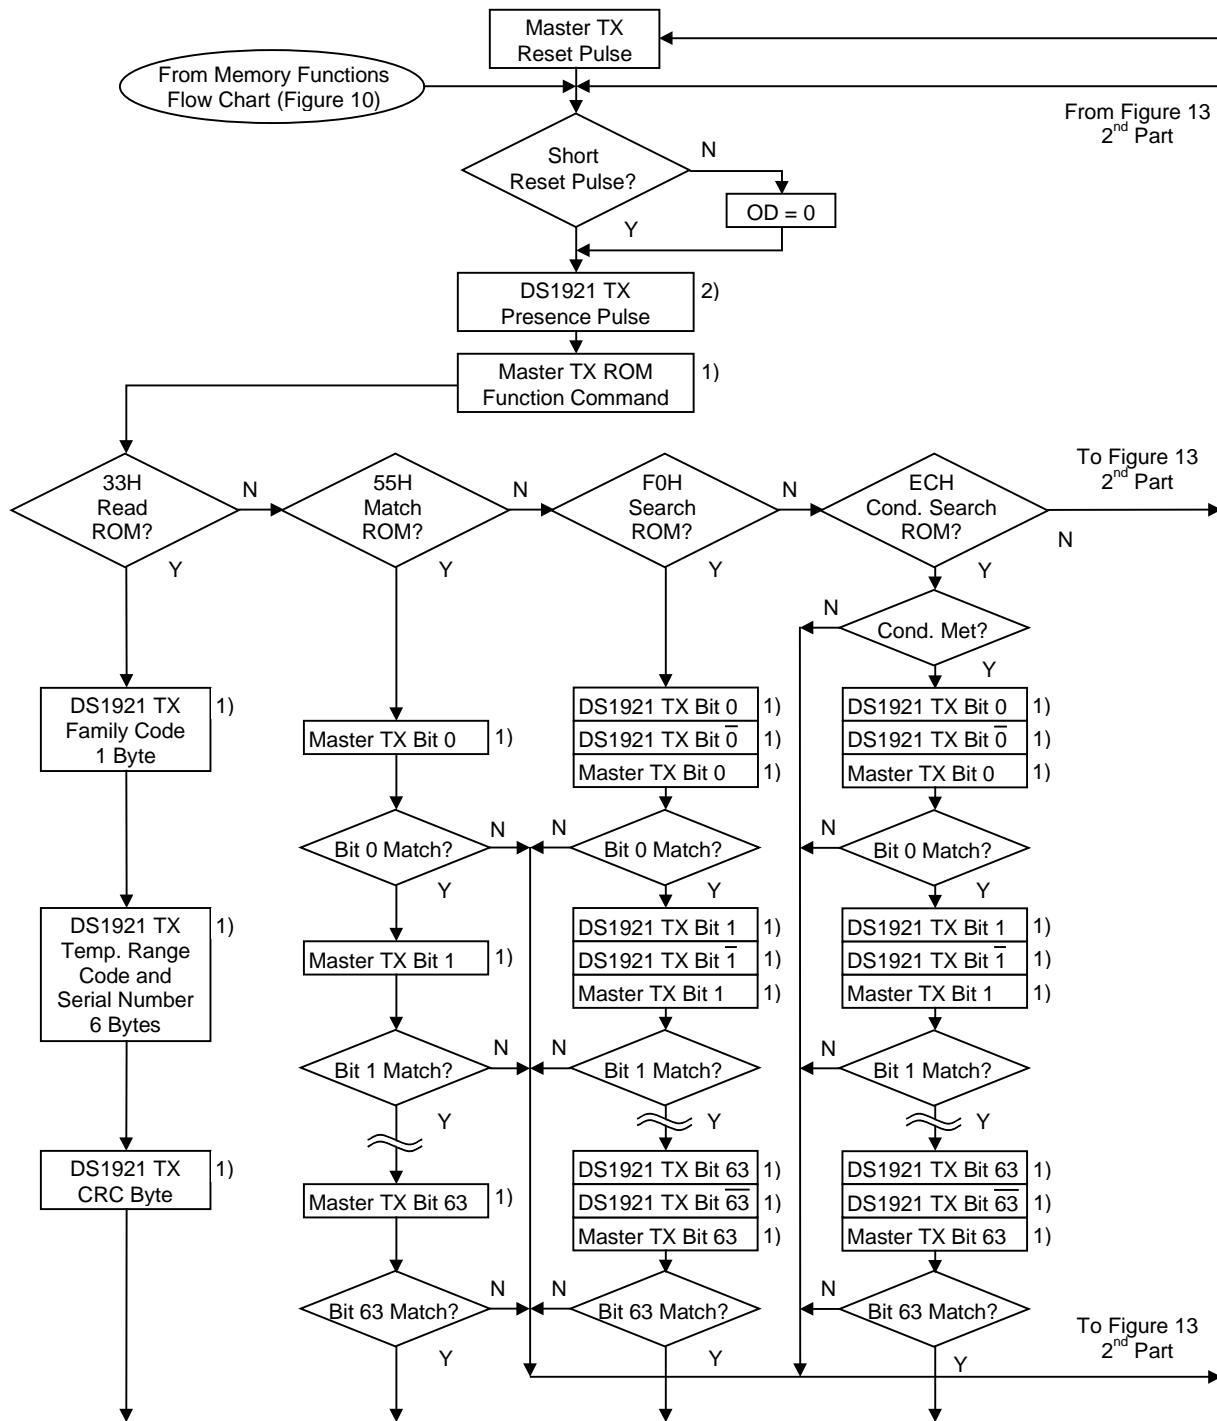 Master TX
Reset Pulse
From Memory Functions
Flow Chart (Figure 10)
From Figure 13
2nd Part
Short
Reset Pulse?
N
OD = 0
Y
DS1921 TX
Presence Pulse
2)
Master TX ROM
Function Command
1)
To Figure 13
2nd Part
33H
Read
ROM?
N
Y
55H
Match
ROM?
N
Y
F0H
Search
ROM?
N
Y
ECH
Cond. Search
ROM?
N
Y
N
Cond. Met?
Y
DS1921 TX
Family Code
1 Byte
1)
Master TX Bit 0
1)
DS1921 TX Bit 0
1)
DS1921 TX Bit 0̅
1)
Master TX Bit 0
1)
DS1921 TX Bit 0
1)
DS1921 TX Bit 0̅
1)
Master TX Bit 0
1)
Bit 0 Match?
N
Y
N
Bit 0 Match?
Y
N
Bit 0 Match?
Y
DS1921 TX
Temp. Range
Code and
Serial Number
6 Bytes
1)
Master TX Bit 1
1)
DS1921 TX Bit 1
1)
DS1921 TX Bit 1̅
1)
Master TX Bit 1
1)
DS1921 TX Bit 1
1)
DS1921 TX Bit 1̅
1)
Master TX Bit 1
1)
Bit 1 Match?
N
Y
N
Bit 1 Match?
Y
N
Bit 1 Match?
Y
DS1921 TX
CRC Byte
1)
Master TX Bit 63
1)
DS1921 TX Bit 63
1)
DS1921 TX Bit 6̅3̅
1)
Master TX Bit 63
1)
DS1921 TX Bit 63
1)
DS1921 TX Bit 6̅3̅
1)
Master TX Bit 63
1)
Bit 63 Match?
N
Y
N
Bit 63 Match?
Y
N
Bit 63 Match?
Y
To Figure 13
2nd Part